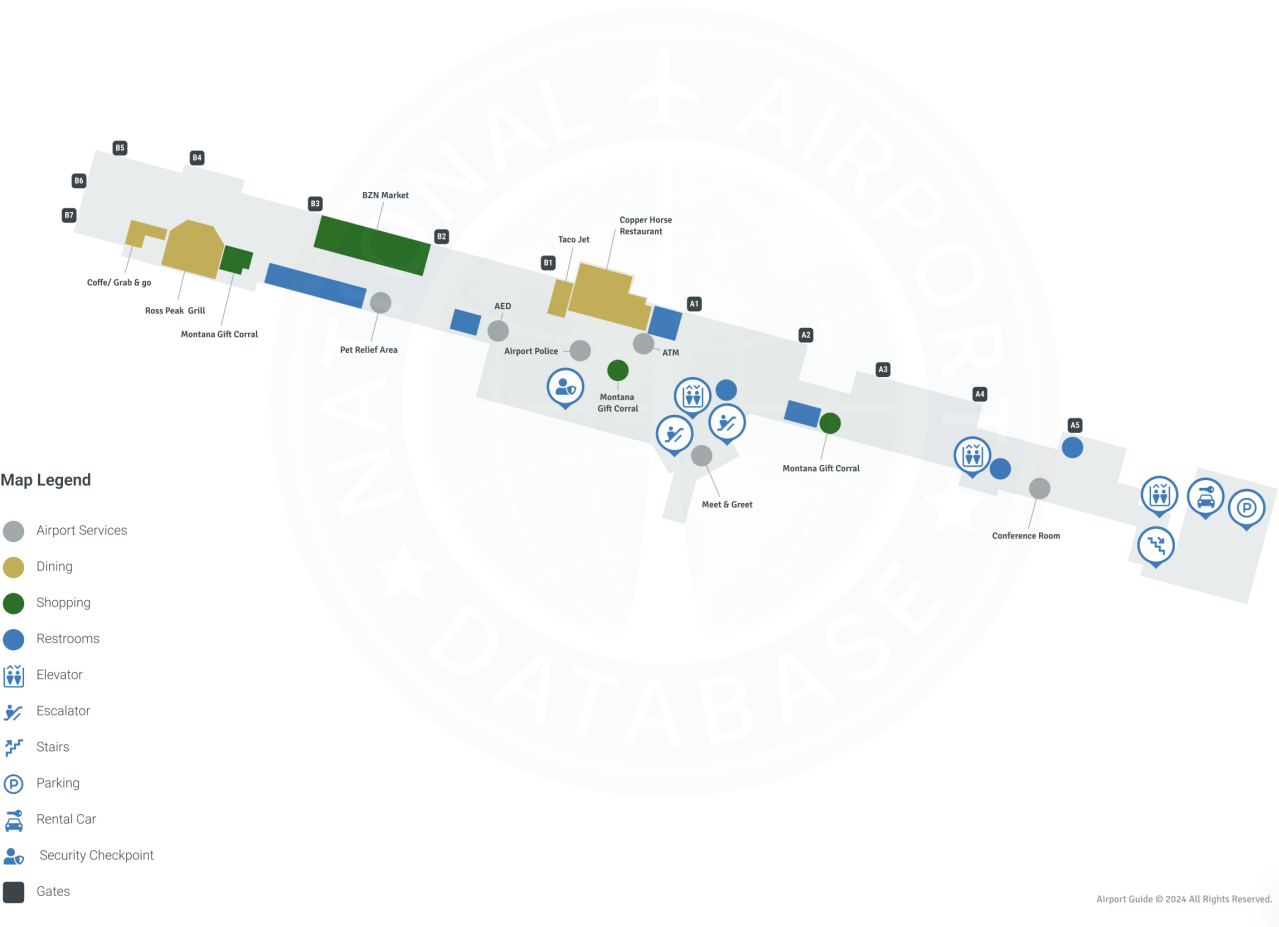 NATIONAL AIRPORT
DATABASE
B5
B4
B6
B7
B3
BZN Market
B2
Copper Horse
Restaurant
Taco Jet
B1
Coffe/ Grab & go
Ross Peak Grill
Montana Gift Corral
Pet Relief Area
AED
A1
Airport Police
ATM
A2
A3
A4
A5
Montana
Gift Corral
Montana Gift Corral
Meet & Greet
Conference Room
P
Map Legend
Airport Services
Dining
Shopping
Restrooms
Elevator
Escalator
Stairs
P Parking
Rental Car
Security Checkpoint
Gates
Airport Guide © 2024 All Rights Reserved.